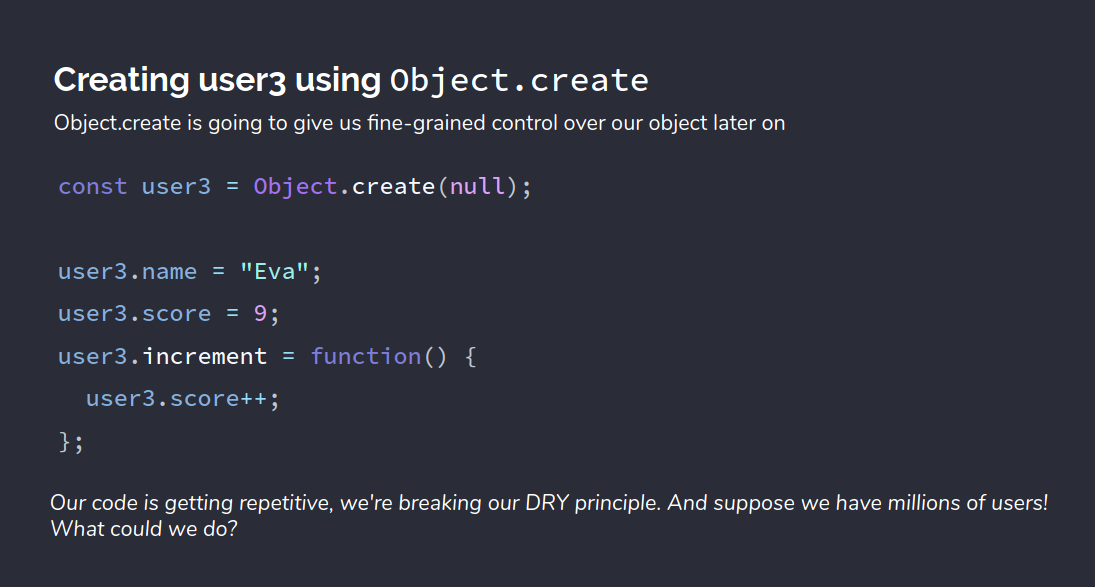 Creating user3 using Object.create
Object.create is going to give us fine-grained control over our object later on
const user3 = Object.create(null);
user3.name = "Eva";
user3.score = 9;
user3.increment = function() {
  user3.score++;
};
Our code is getting repetitive, we're breaking our DRY principle. And suppose we have millions of users!
What could we do?